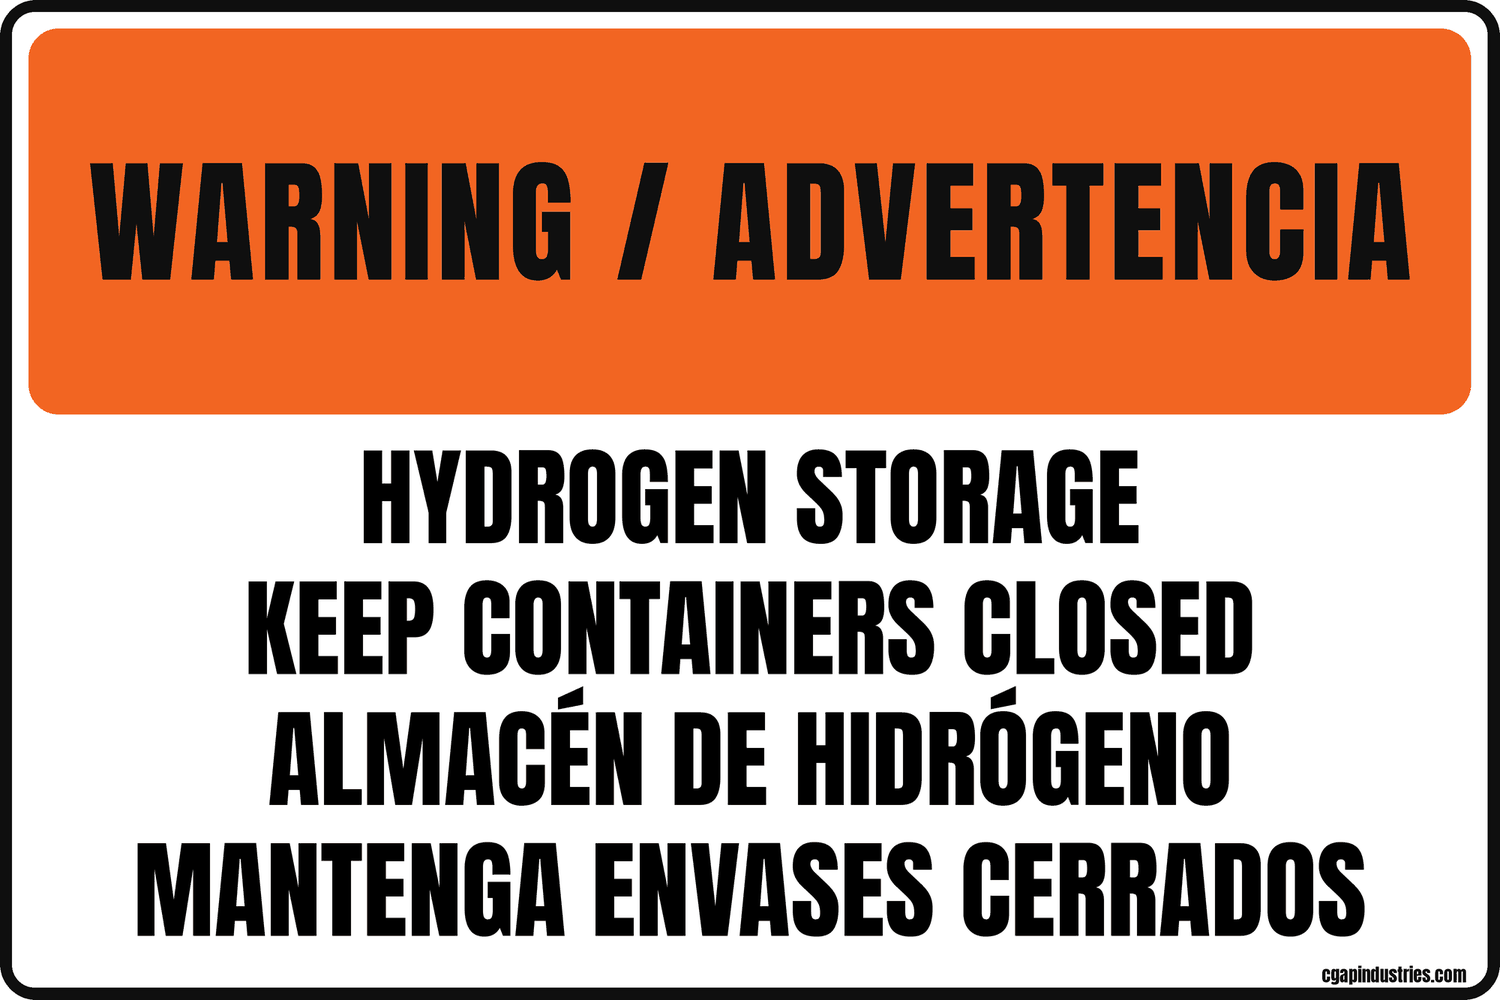 WARNING / ADVERTENCIA
HYDROGEN STORAGE
KEEP CONTAINERS CLOSED
ALMACÉN DE HIDRÓGENO
MANTENGA ENVASES CERRADOS
cgapindustries.com